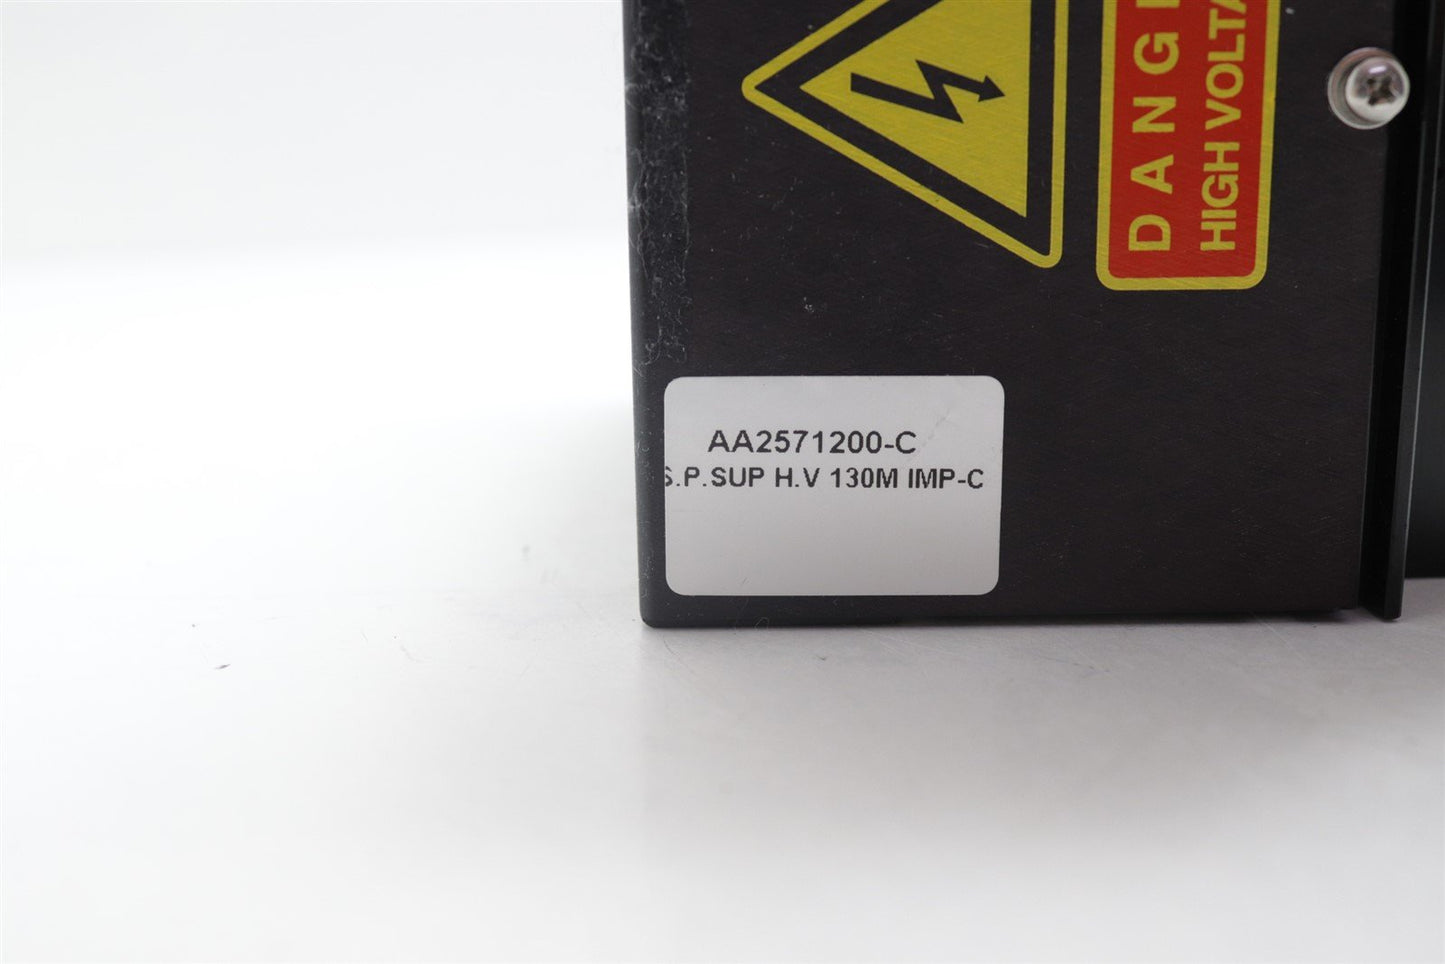 DANG
HIGH VOLTA
AA2571200-C
S.P.SUP H.V 130M IMP-C